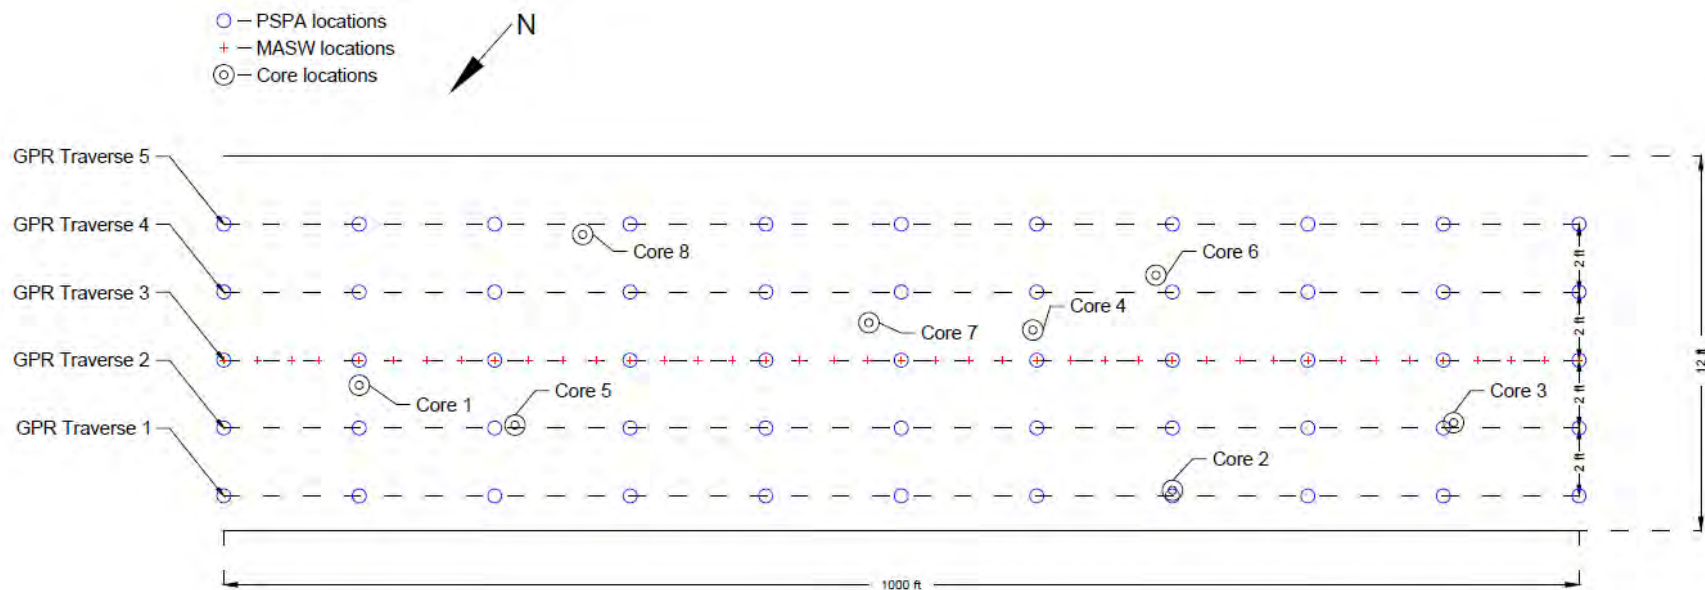 PSPA locations
MASW locations
Core locations
N
GPR Traverse 5
GPR Traverse 4
GPR Traverse 3
GPR Traverse 2
GPR Traverse 1
Core 8
Core 6
Core 7
Core 4
Core 1
Core 5
Core 3
Core 2
2 ft
2 ft
2 ft
2 ft
12 ft
1000 ft